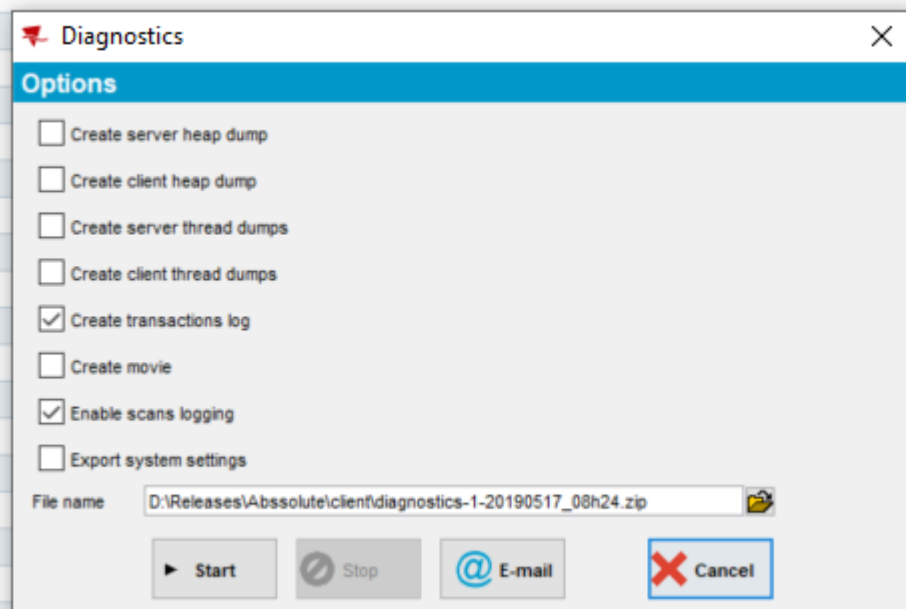 Diagnostics
Options
Create server heap dump
Create client heap dump
Create server thread dumps
Create client thread dumps
Create transactions log
Create movie
Enable scans logging
Export system settings
File name D:\Releases\Abssolute\client\diagnostics-1-20190517_08h24.zip
Start Stop @ E-mail Cancel